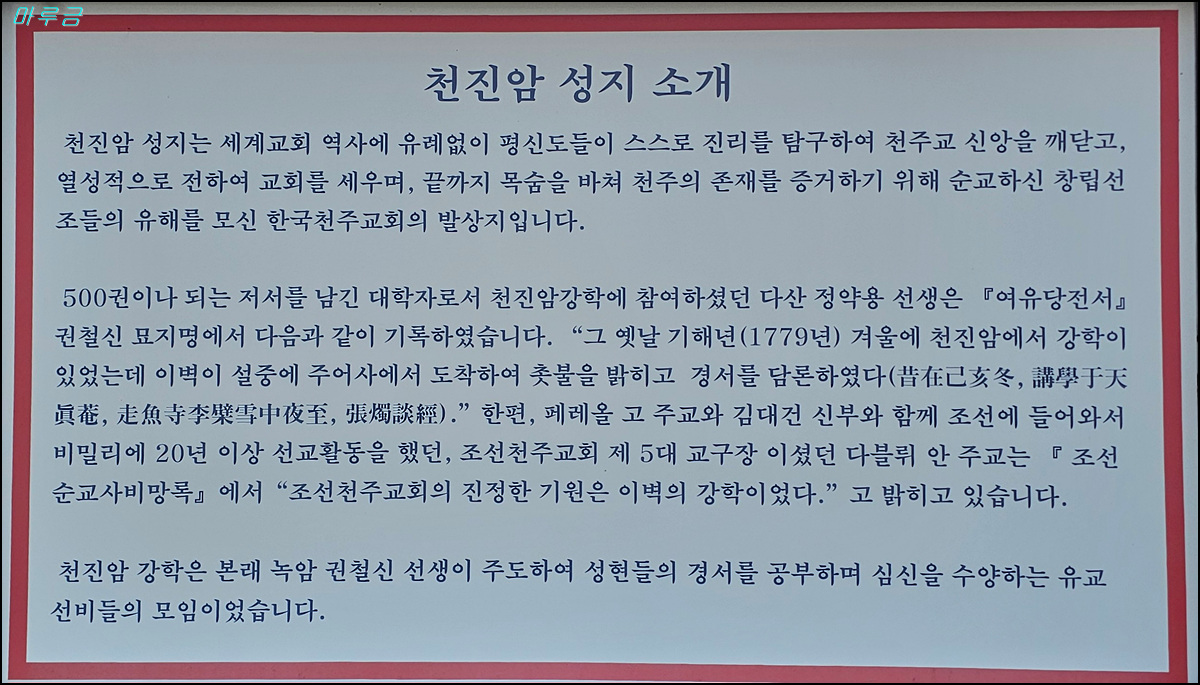 마루금
천진암 성지 소개
천진암 성지는 세계교회 역사에 유례없이 평신도들이 스스로 진리를 탐구하여 천주교 신앙을 깨닫고,
열성적으로 전하여 교회를 세우며, 끝까지 목숨을 바쳐 천주의 존재를 증거하기 위해 순교하신 창립선
조들의 유해를 모신 한국천주교회의 발상지입니다.
500권이나 되는 저서를 남긴 대학자로서 천진암강학에 참여하셨던 다산 정약용 선생은 『여유당전서』
권철신 묘지명에서 다음과 같이 기록하였습니다. “그 옛날 기해년(1779년) 겨울에 천진암에서 강학이
있었는데 이벽이 설중에 주어사에서 도착하여 촛불을 밝히고 경서를 담론하였다(昔在己亥冬, 講學于天
眞菴, 走魚寺李檗雪中夜至, 張燭談經).” 한편, 페레올 고 주교와 김대건 신부와 함께 조선에 들어와서
비밀리에 20년 이상 선교활동을 했던, 조선천주교회 제 5대 교구장 이셨던 다블뤼 안 주교는 『 조선
순교사비망록』에서 “조선천주교회의 진정한 기원은 이벽의 강학이었다.” 고 밝히고 있습니다.
천진암 강학은 본래 녹암 권철신 선생이 주도하여 성현들의 경서를 공부하며 심신을 수양하는 유교
선비들의 모임이었습니다.